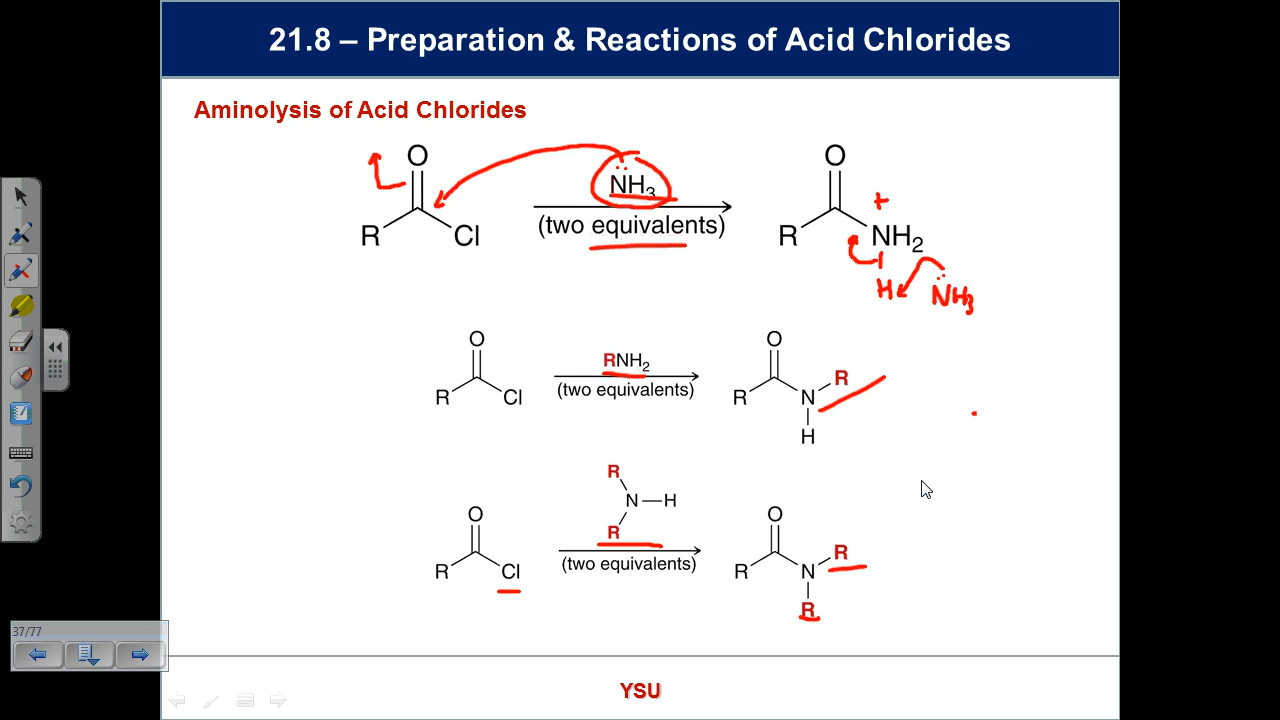 21.8 – Preparation & Reactions of Acid Chlorides
Aminolysis of Acid Chlorides
O
R
Cl
NH3
(two equivalents)
O
+
R
NH2
H
NH3
O
R
Cl
RNH2
(two equivalents)
O
R
R
N
H
O
R
Cl
R
N
H
R
(two equivalents)
O
R
R
N
R
37/77
YSU